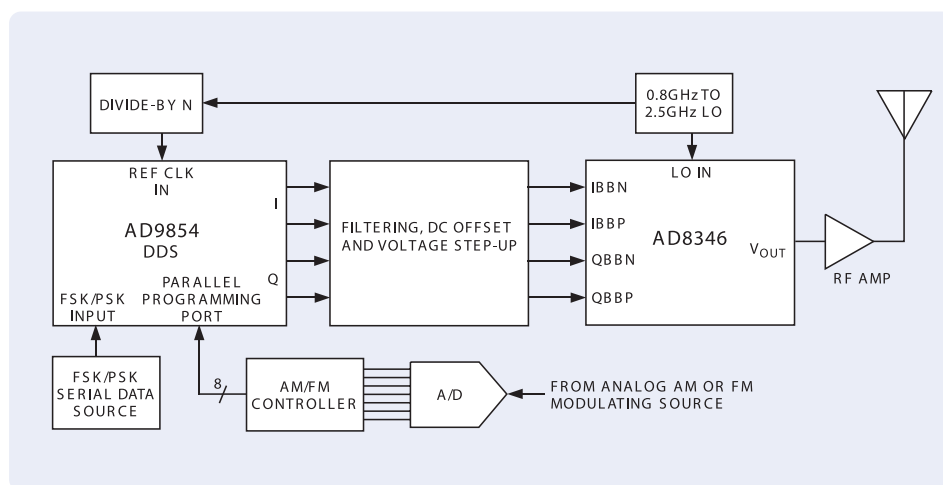 DIVIDE-BY N
0.8GHz TO
2.5GHz LO
REF CLK
IN
I
AD9854
DDS
Q
PARALLEL
PROGRAMMING
PORT
FSK/PSK
INPUT
FILTERING, DC OFFSET
AND VOLTAGE STEP-UP
LO IN
IBBN
IBBP
AD8346
QBBN
QBBP
VOUT
RF AMP
FSK/PSK
SERIAL DATA
SOURCE
8
AM/FM
CONTROLLER
A/D
FROM ANALOG AM OR FM
MODULATING SOURCE